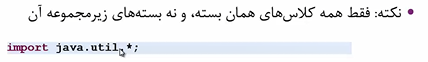 • نکته: فقط همه کلاس‌های همان بسته، و نه بسته‌های زیرمجموعه آن
import java.util.*;